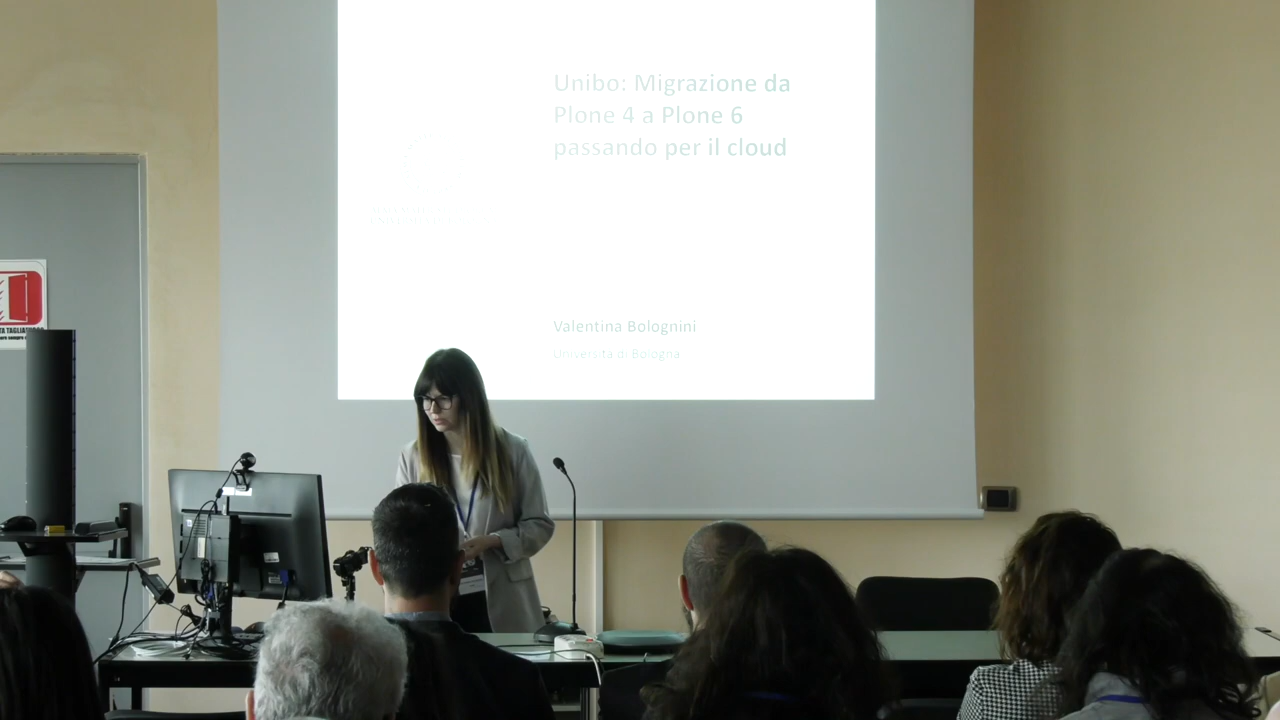 Unibo: Migrazione da
Plone 4 a Plone 6
passando per il cloud
Valentina Bolognini
Università di Bologna